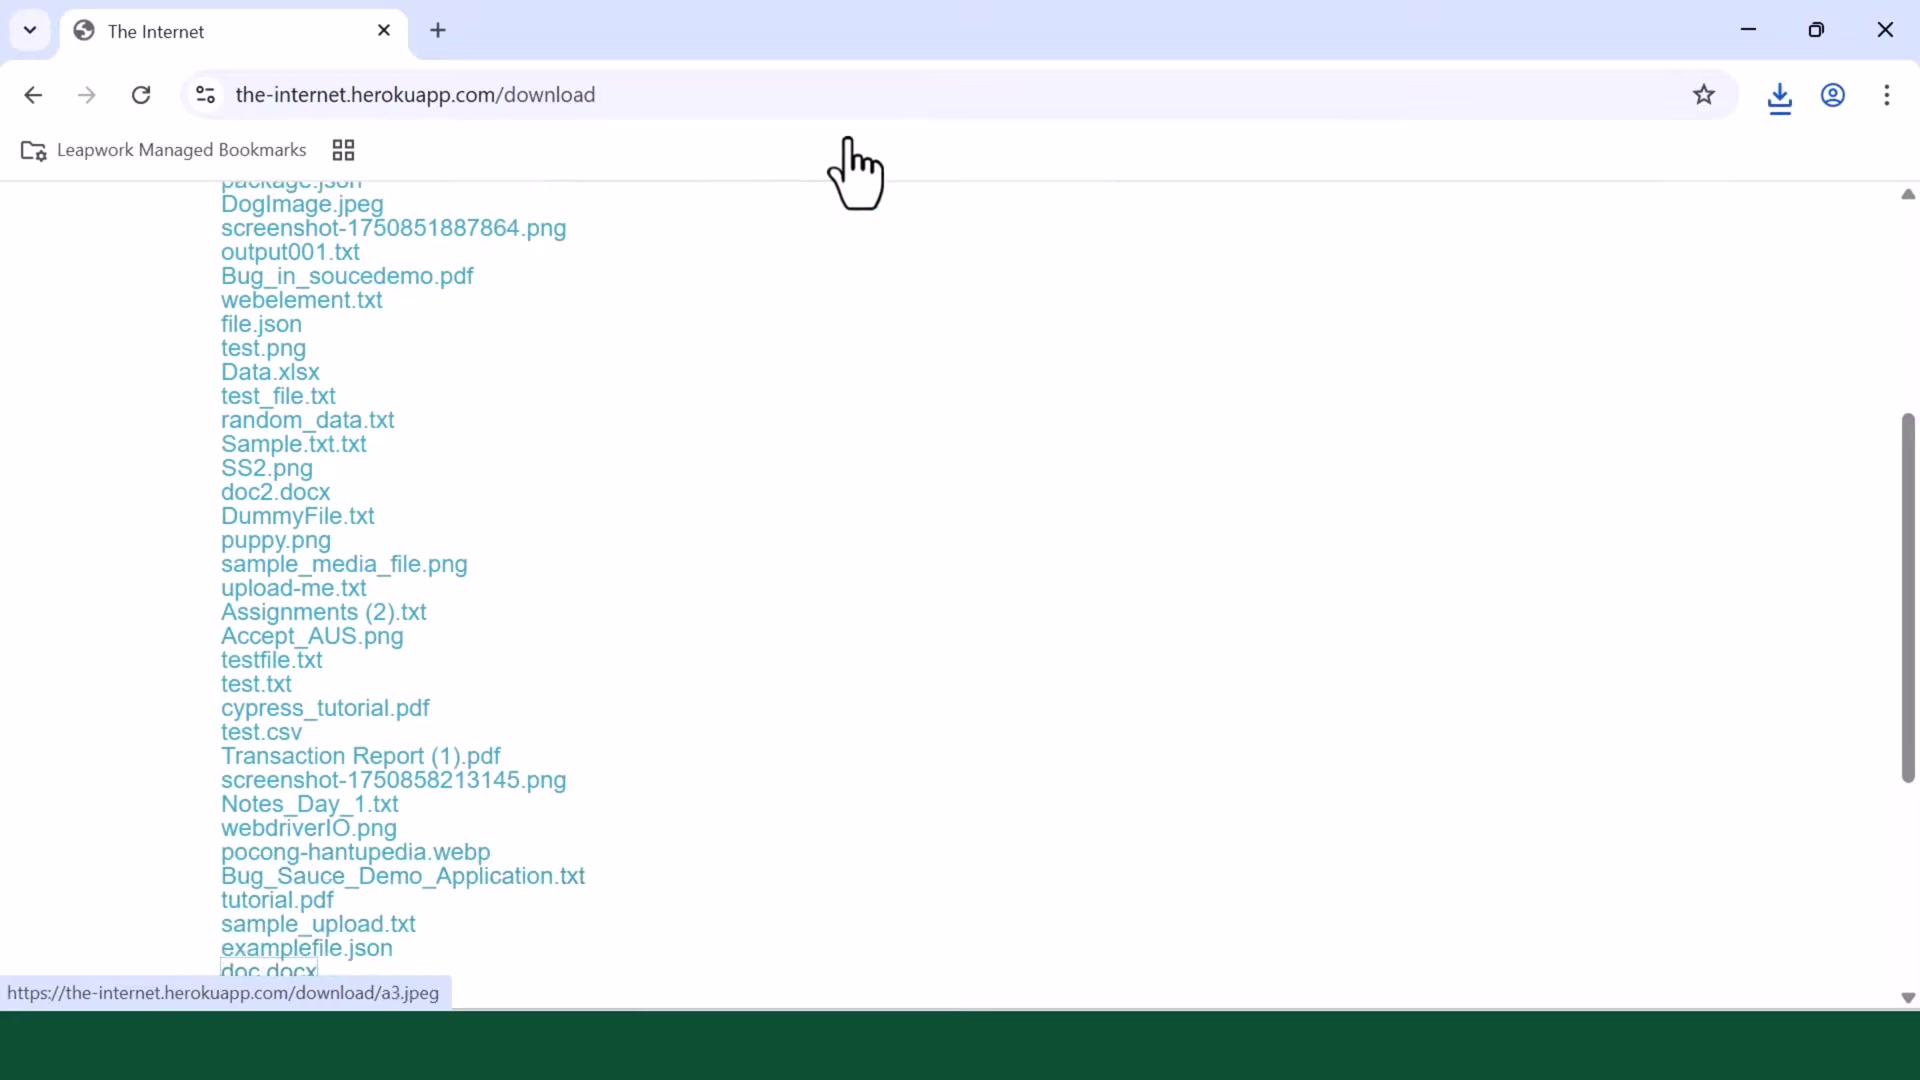 The Internet
the-internet.herokuapp.com/download
Leapwork Managed Bookmarks
package.json
DogImage.jpeg
screenshot-1750851887864.png
output001.txt
Bug_in_soucedemo.pdf
webelement.txt
file.json
test.png
Data.xlsx
test_file.txt
random_data.txt
Sample.txt.txt
SS2.png
doc2.docx
DummyFile.txt
puppy.png
sample_media_file.png
upload-me.txt
Assignments (2).txt
Accept_AUS.png
testfile.txt
test.txt
cypress_tutorial.pdf
test.csv
Transaction Report (1).pdf
screenshot-1750858213145.png
Notes_Day_1.txt
webdriverIO.png
pocong-hantupedia.webp
Bug_Sauce_Demo_Application.txt
tutorial.pdf
sample_upload.txt
examplefile.json
doc.docx
https://the-internet.herokuapp.com/download/a3.jpeg